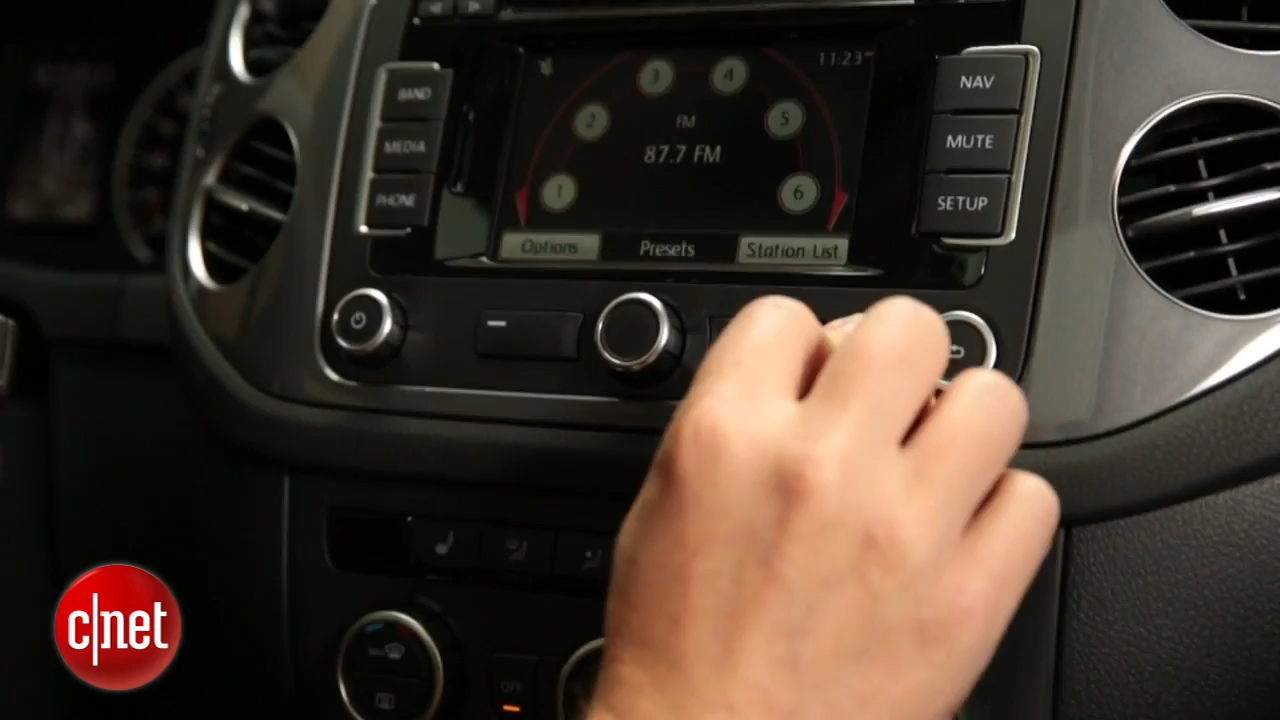 11:23
BAND
3
4
NAV
2
FM
5
MEDIA
87.7 FM
MUTE
1
6
PHONE
SETUP
Options
Presets
Station List
OFF
c|net